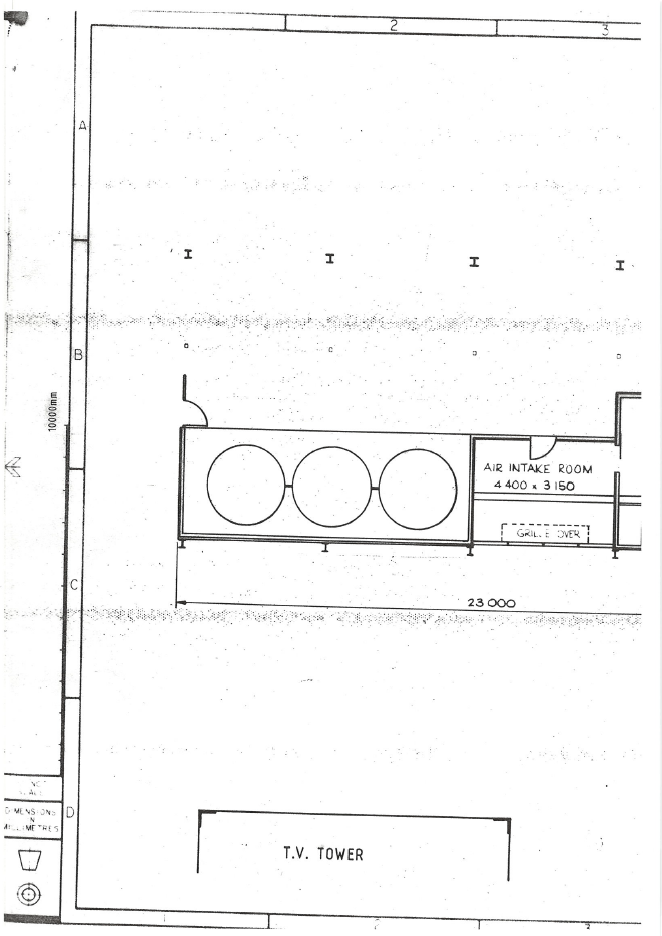 2
3
A
B
10000mm
AIR INTAKE ROOM
4 400 x 3 150
GRILLE OVER
C
23 000
D
DIMENSIONS
IN
MILLIMETRES
T.V. TOWER